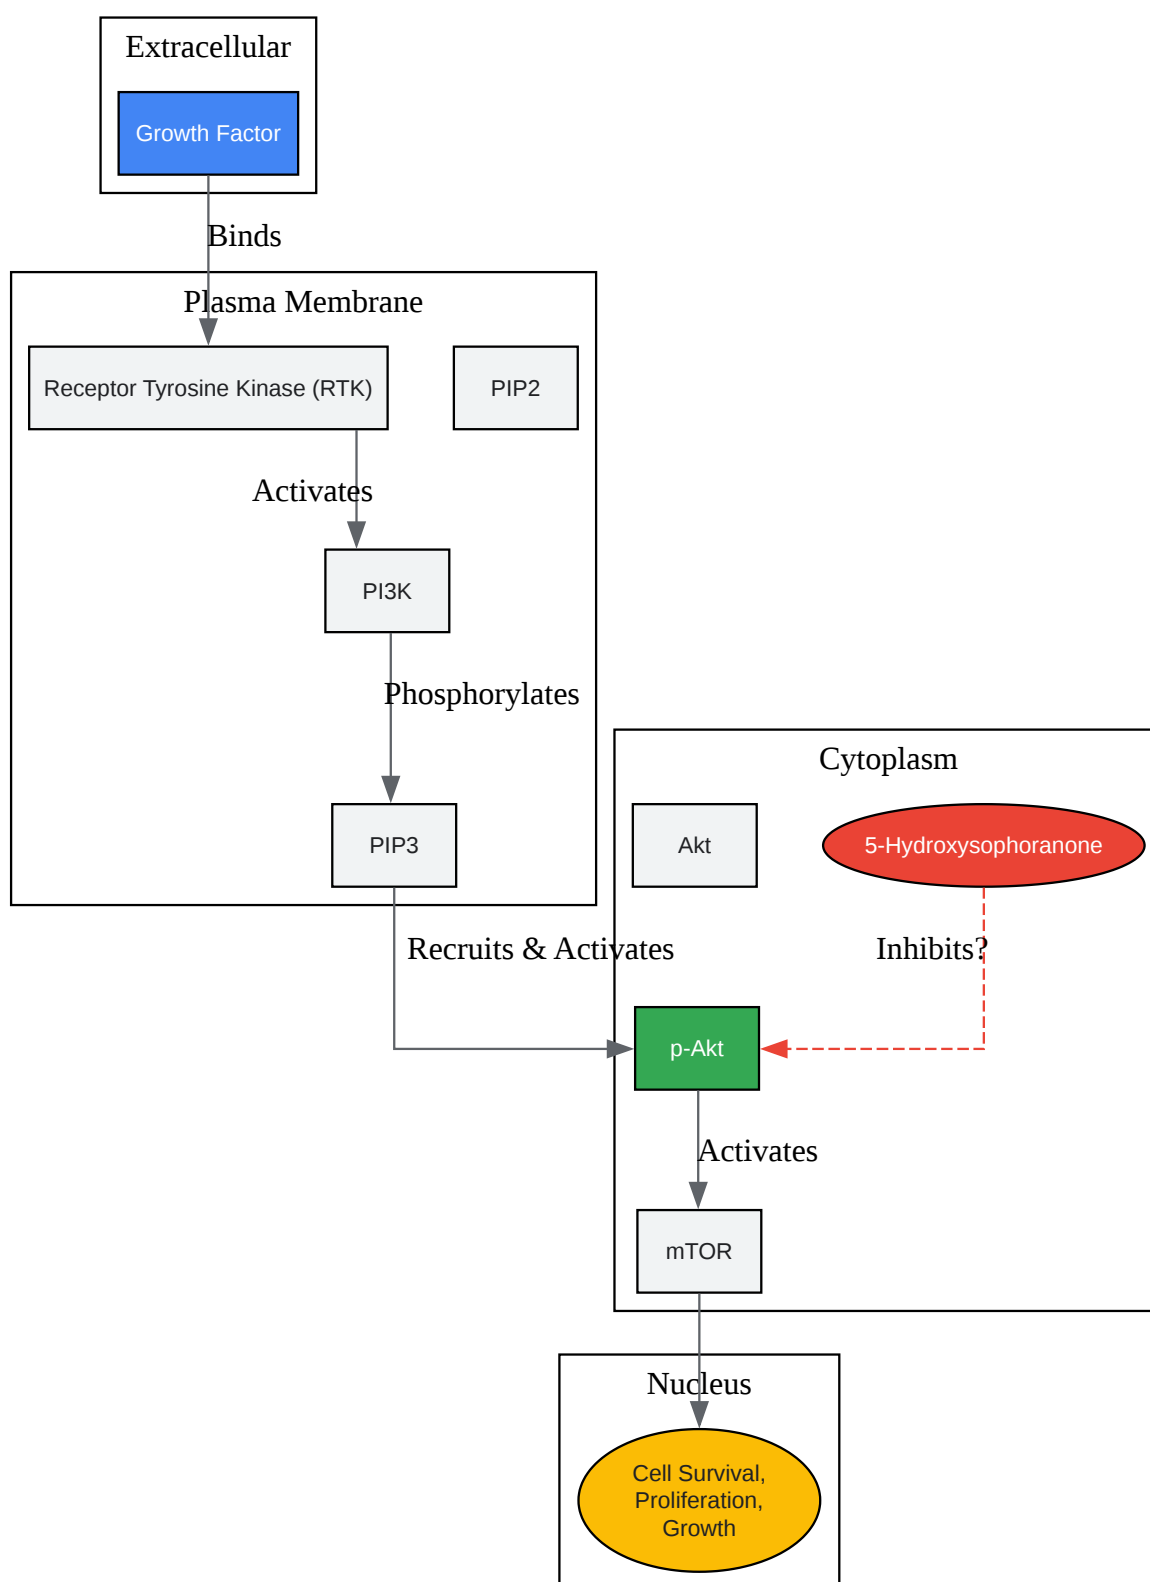 Extracellular
Growth Factor
Binds
Plasma Membrane
Receptor Tyrosine Kinase (RTK)
PIP2
Activates
PI3K
Phosphorylates
Cytoplasm
PIP3
Akt
5-Hydroxysophoranone
Recruits & Activates
Inhibits?
p-Akt
Activates
mTOR
Nucleus
Cell Survival,
Proliferation,
Growth